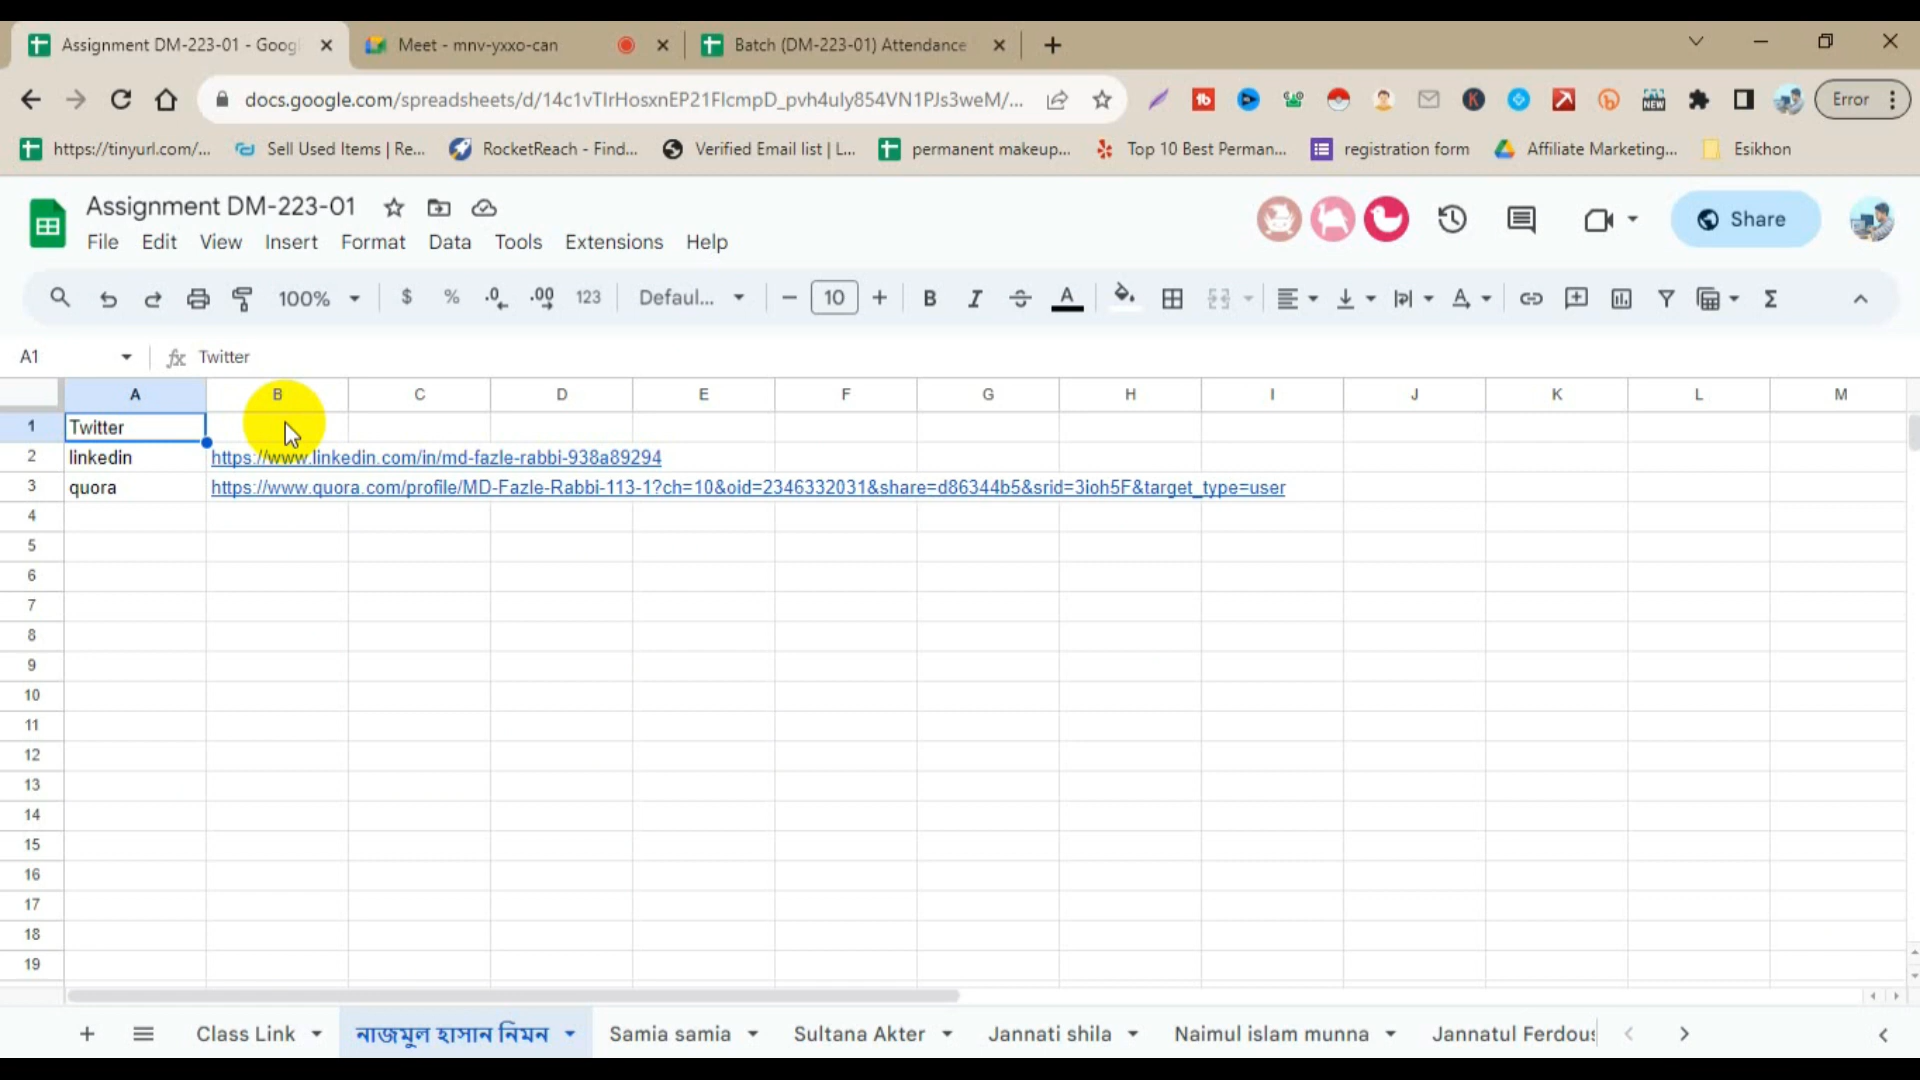 Assignment DM-223-01 - Goog
Meet - mnv-yxxo-can
Batch (DM-223-01) Attendance
docs.google.com/spreadsheets/d/14c1vTIrHosxnEP21FIcmpD_pvh4uIy854VN1PJs3weM/...
Error
https://tinyurl.com/...
Sell Used Items | Re...
RocketReach - Find...
Verified Email list | L...
permanent makeup...
Top 10 Best Perman...
registration form
Affiliate Marketing...
Esikhon
Assignment DM-223-01
Share
File Edit View Insert Format Data Tools Extensions Help
100% $ % .0 .00 123 Defaul... 10 B I A Σ
A1 fx Twitter
A B C D E F G H I J K L M
1 Twitter
2 linkedin https://www.linkedin.com/in/md-fazle-rabbi-938a89294
3 quora https://www.quora.com/profile/MD-Fazle-Rabbi-113-1?ch=10&oid=2346332031&share=d86344b5&srid=3ioh5F&target_type=user
4
5
6
7
8
9
10
11
12
13
14
15
16
17
18
19
Class Link নাজমুল হাসান নিমন Samia samia Sultana Akter Jannati shila Naimul islam munna Jannatul Ferdous